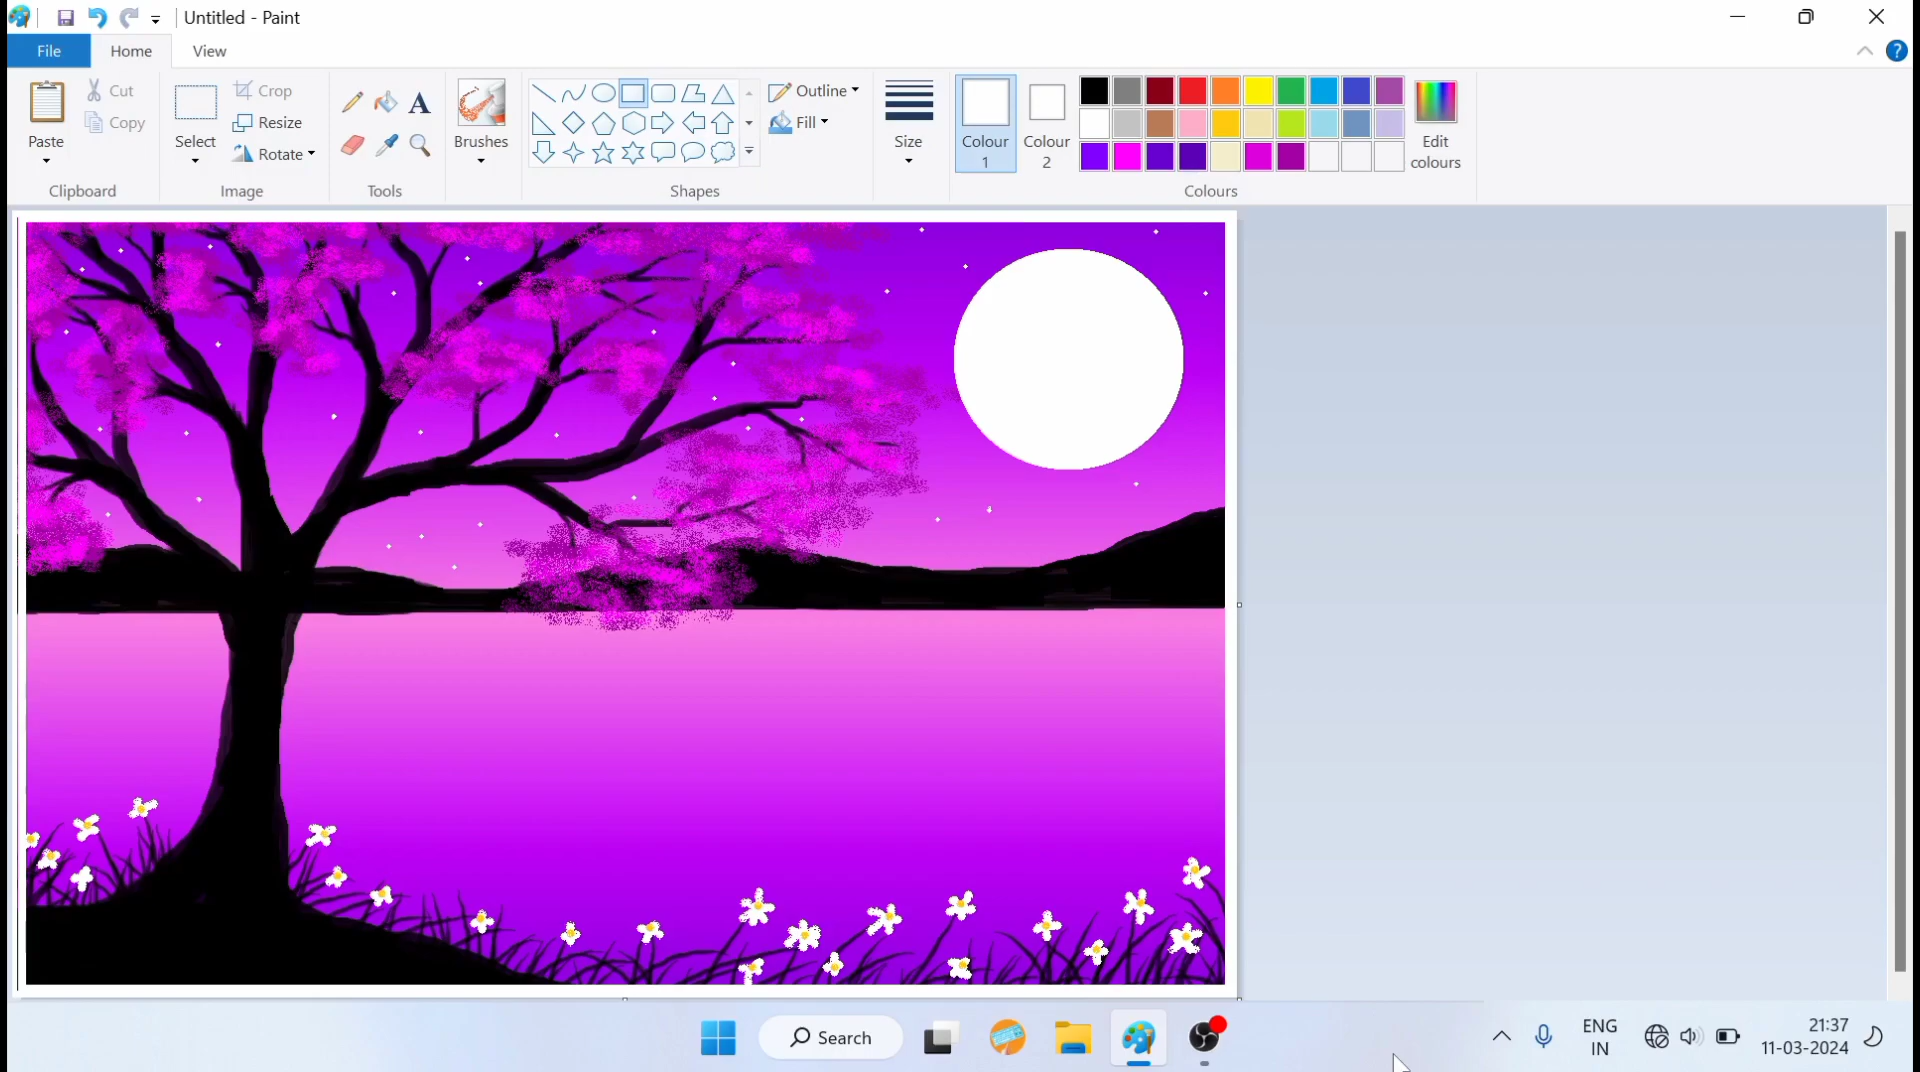 Untitled - Paint
File Home View
Paste Cut Copy
Clipboard
Select Crop Resize Rotate
Image
A
Tools
Brushes
Shapes
Outline
Fill
Size
Colour 1
Colour 2
Edit colours
Colours
?
Search
ENG
IN
21:37
11-03-2024